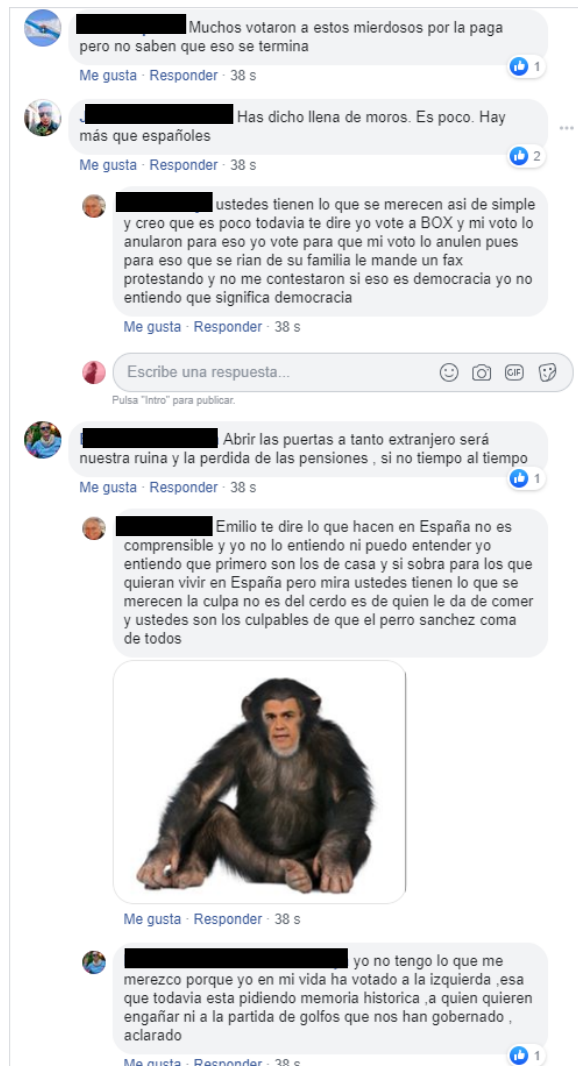 Muchos votaron a estos mierdosos por la paga
pero no saben que eso se termina
1
Me gusta · Responder · 38 s
Has dicho llena de moros. Es poco. Hay
más que españoles
2
Me gusta · Responder · 38 s
ustedes tienen lo que se merecen asi de simple
y creo que es poco todavia te dire yo vote a BOX y mi voto lo
anularon para eso yo vote para que mi voto lo anulen pues
para eso que se rian de su familia le mande un fax
protestando y no me contestaron si eso es democracia yo no
entiendo que significa democracia
Me gusta · Responder · 38 s
Escribe una respuesta...
GIF
Pulsa "Intro" para publicar.
Abrir las puertas a tanto extranjero será
nuestra ruina y la perdida de las pensiones , si no tiempo al tiempo
1
Me gusta · Responder · 38 s
Emilio te dire lo que hacen en España no es
comprensible y yo no lo entiendo ni puedo entender yo
entiendo que primero son los de casa y si sobra para los que
quieran vivir en España pero mira ustedes tienen lo que se
merecen la culpa no es del cerdo es de quien le da de comer
y ustedes son los culpables de que el perro sanchez coma
de todos
Me gusta · Responder · 38 s
yo no tengo lo que me
merezco porque yo en mi vida ha votado a la izquierda ,esa
que todavia esta pidiendo memoria historica ,a quien quieren
engañar ni a la partida de golfos que nos han gobernado ,
aclarado
1
Me gusta · Responder · 38 s